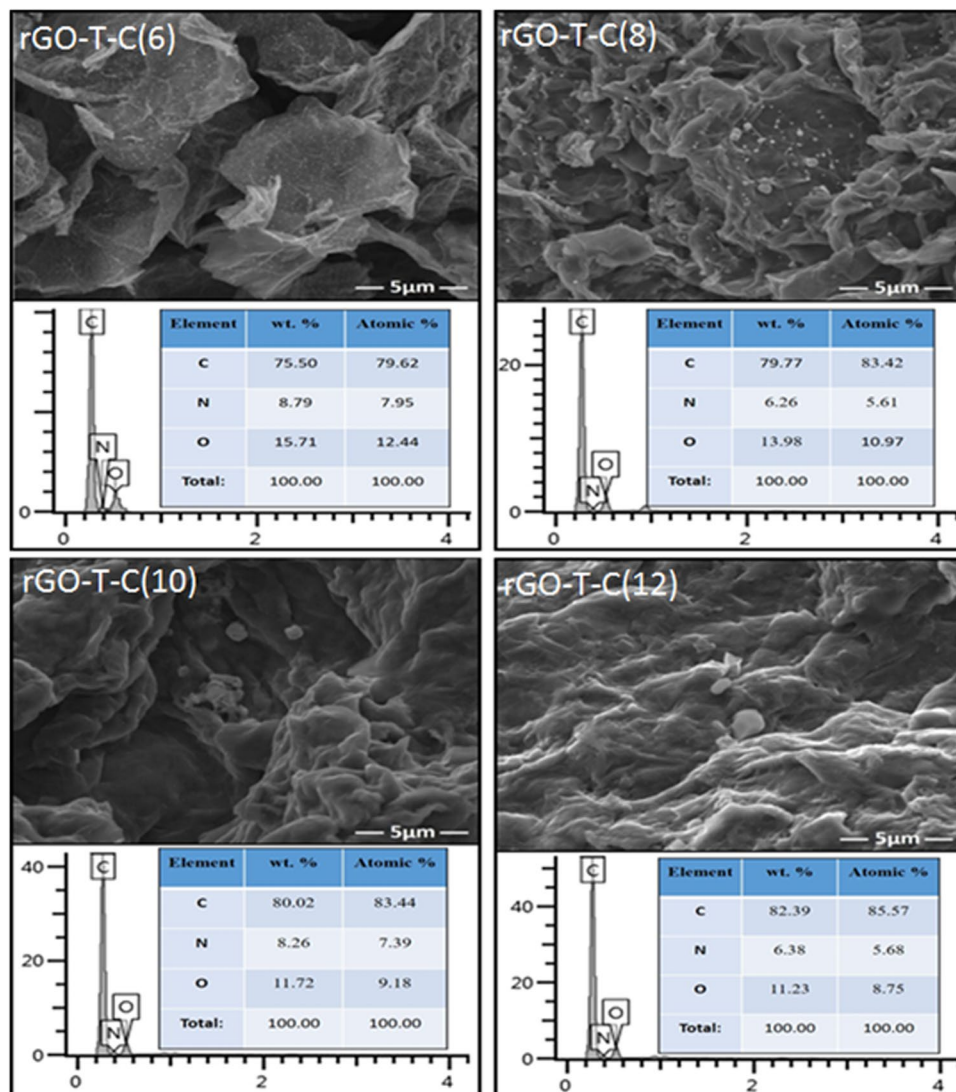 rGO-T-C(6)
5µm
C
N
O
0
0 2 4
Element wt. % Atomic %
C 75.50 79.62
N 8.79 7.95
O 15.71 12.44
Total: 100.00 100.00
rGO-T-C(8)
5µm
C
20
O
N
0
0 2 4
Element wt. % Atomic %
C 79.77 83.42
N 6.26 5.61
O 13.98 10.97
Total: 100.00 100.00
rGO-T-C(10)
5µm
40
C
20
O
N
0
0 2 4
Element wt. % Atomic %
C 80.02 83.44
N 8.26 7.39
O 11.72 9.18
Total: 100.00 100.00
rGO-T-C(12)
5µm
C
40
20
O
N
0
0 2 4
Element wt. % Atomic %
C 82.39 85.57
N 6.38 5.68
O 11.23 8.75
Total: 100.00 100.00